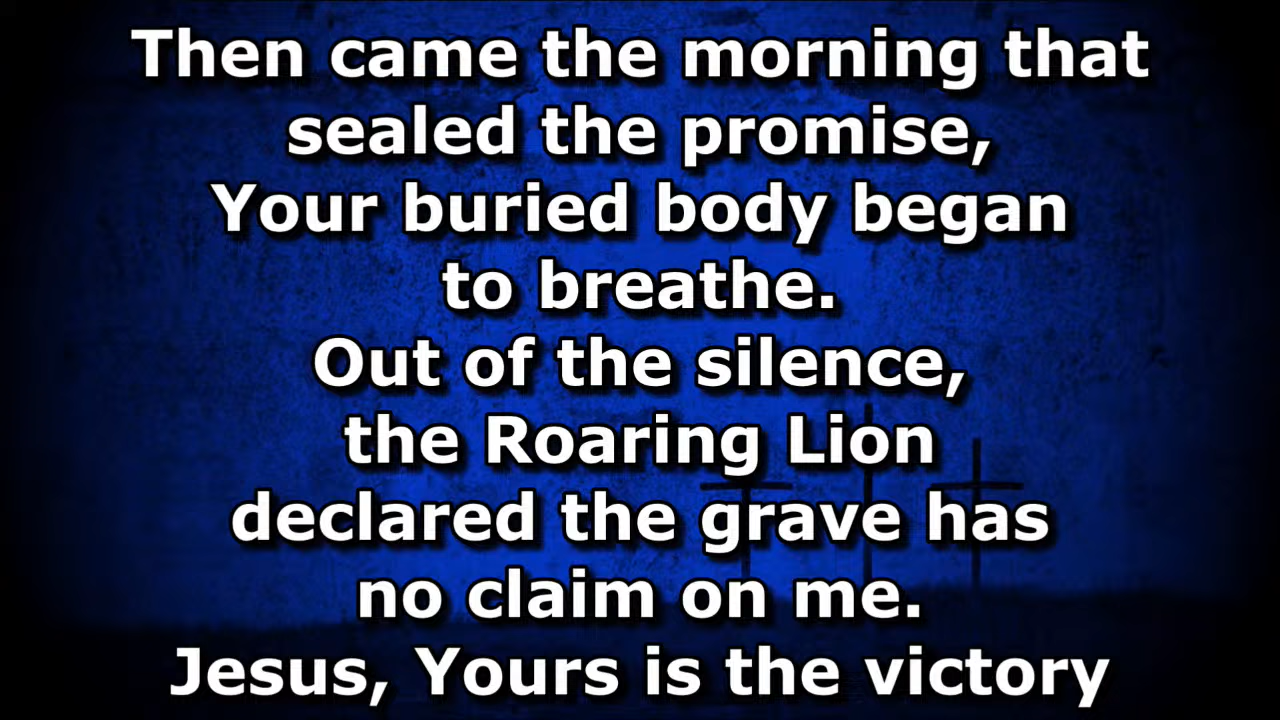 Then came the morning that
sealed the promise,
Your buried body began
to breathe.
Out of the silence,
the Roaring Lion
declared the grave has
no claim on me.
Jesus, Yours is the victory